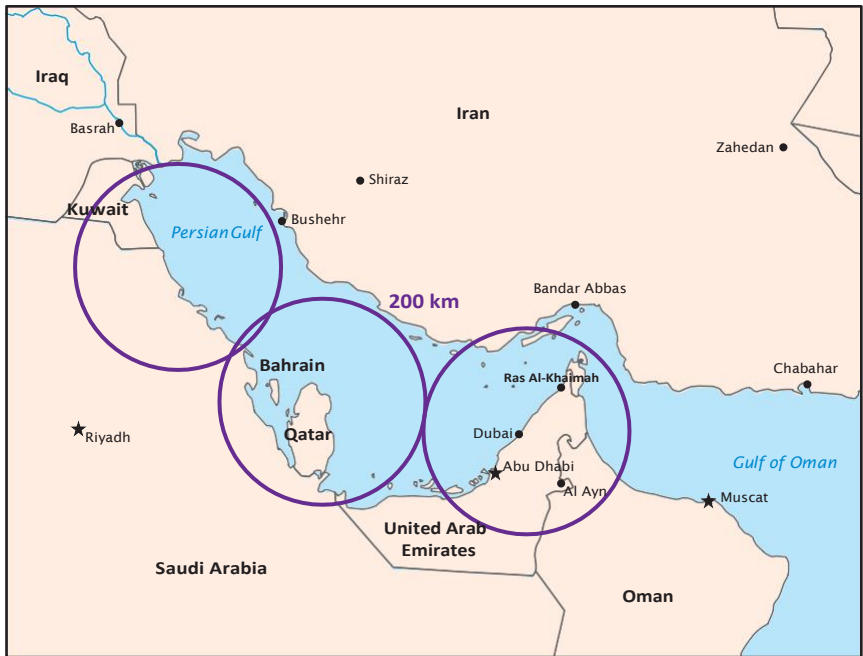 Iraq
Basrah
Iran
Zahedan
Shiraz
Kuwait
Bushehr
Persian Gulf
Bandar Abbas
200 km
Bahrain
Ras Al-Khaimah
Chabahar
Qatar
Dubai
Riyadh
Abu Dhabi
Gulf of Oman
Al Ayn
Muscat
United Arab
Emirates
Saudi Arabia
Oman